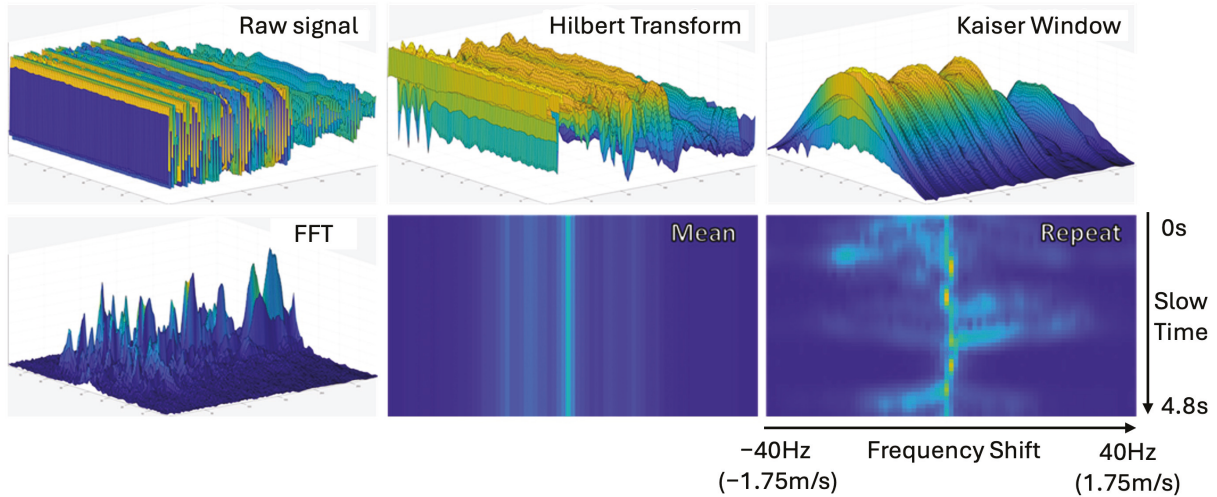 Raw signal
Hilbert Transform
Kaiser Window
FFT
Mean
Repeat
0s
Slow
Time
4.8s
−40Hz
Frequency Shift
40Hz
(−1.75m/s)
(1.75m/s)